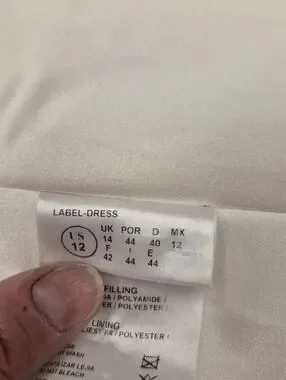 LABEL-DRESS
US 12
UK POR D MX
14 44 40 12
F I E
42 44 44
FILLING
/ POLYAMIDE /
/ POLYESTER /
LINING
POLYESTER /
WASH
NOT BLEACH